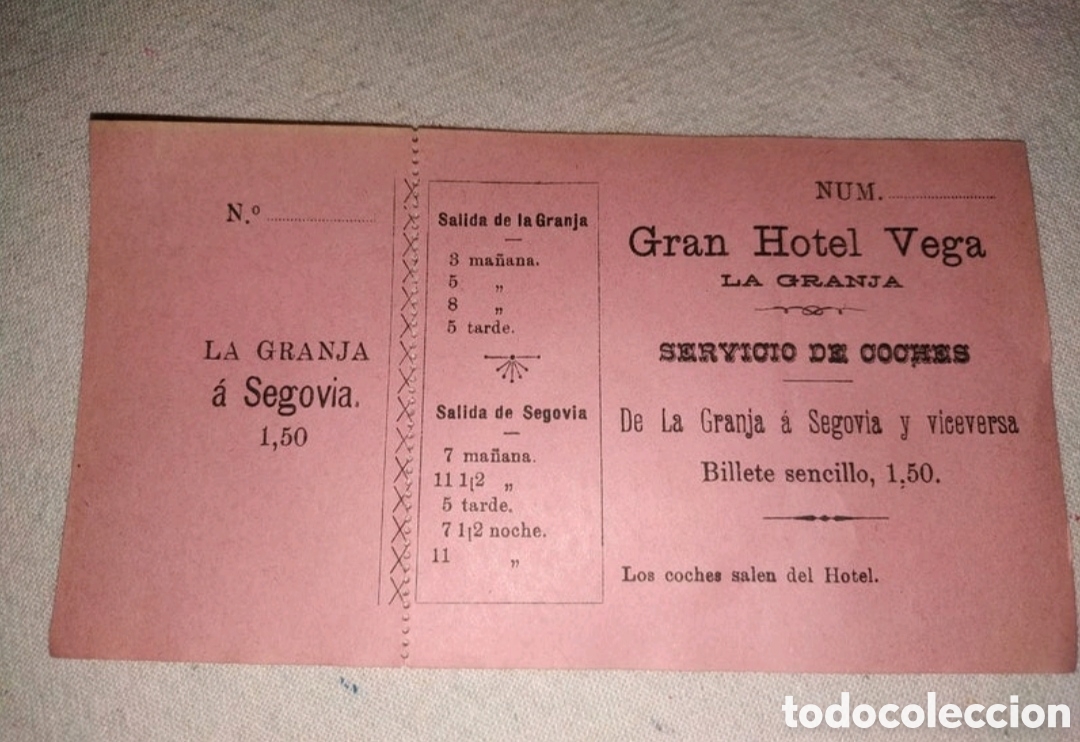 N.º
LA GRANJA
á Segovia.
1,50
Salida de la Granja
3 mañana.
5 „
8 „
5 tarde.
Salida de Segovia
7 mañana.
11 1¡2 „
5 tarde.
7 1¡2 noche.
11 „
NUM.
Gran Hotel Vega
LA GRANJA
SERVICIO DE COCHES
De La Granja á Segovia y viceversa
Billete sencillo, 1,50.
Los coches salen del Hotel.
todocoleccion